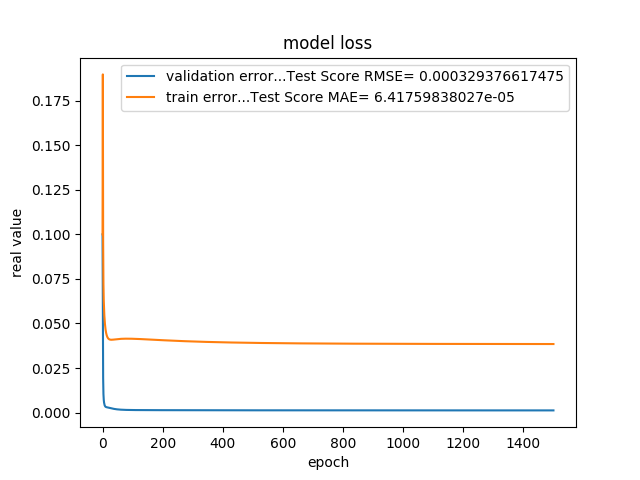 model loss
validation error...Test Score RMSE= 0.000329376617475
train error...Test Score MAE= 6.41759838027e-05
real value
0.175
0.150
0.125
0.100
0.075
0.050
0.025
0.000
0 200 400 600 800 1000 1200 1400
epoch